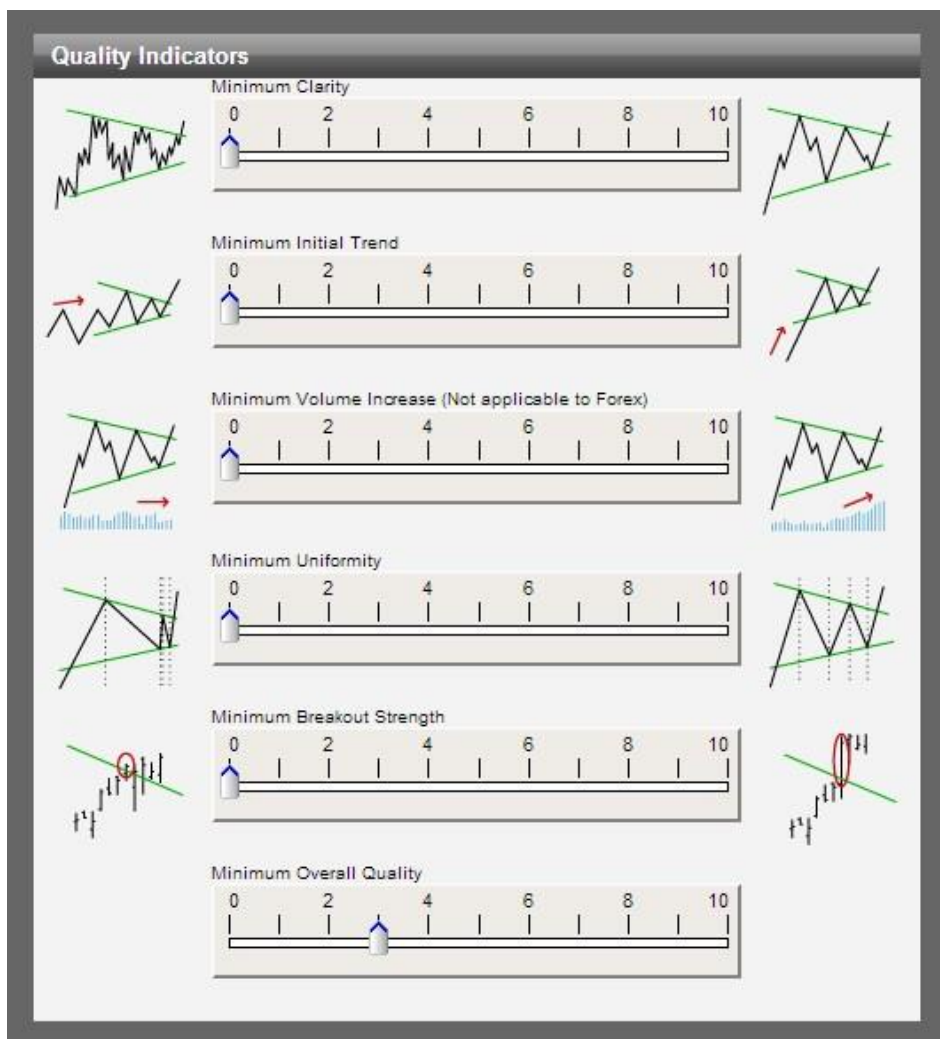 Quality Indicators
Minimum Clarity
0 2 4 6 8 10
Minimum Initial Trend
0 2 4 6 8 10
Minimum Volume Increase (Not applicable to Forex)
0 2 4 6 8 10
Minimum Uniformity
0 2 4 6 8 10
Minimum Breakout Strength
0 2 4 6 8 10
Minimum Overall Quality
0 2 4 6 8 10